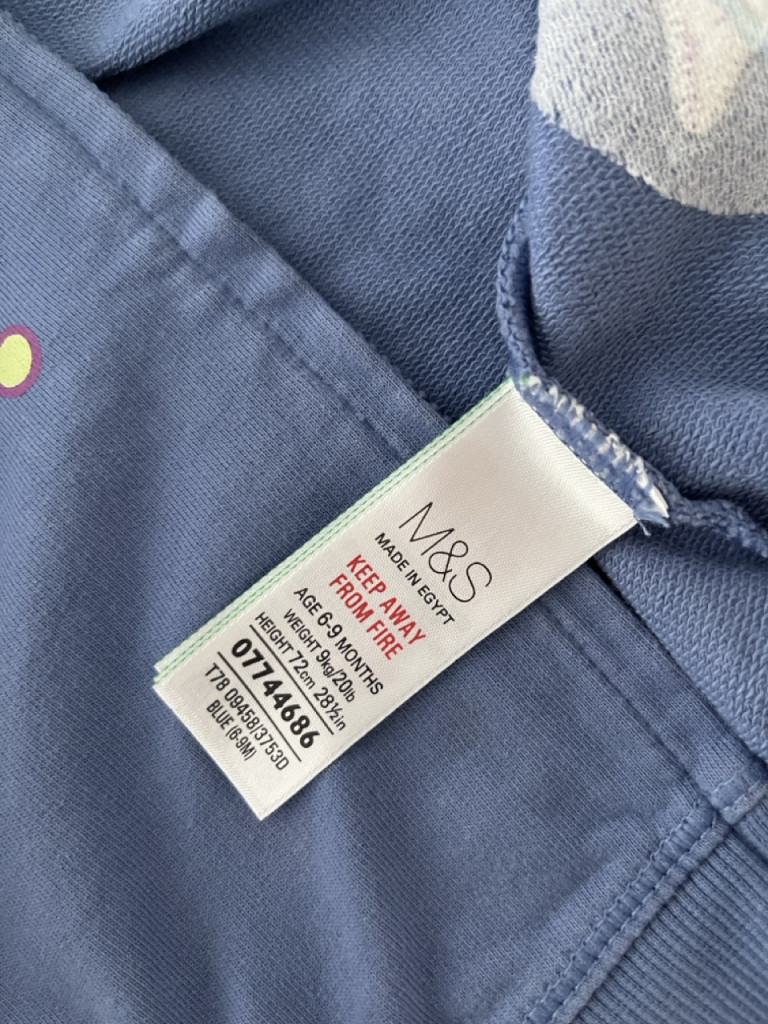 M&S
MADE IN EGYPT
KEEP AWAY
FROM FIRE
AGE 6-9 MONTHS
WEIGHT 9kg/20lb
HEIGHT 72cm 28½in
07744686
T78 09458/3753D
BLUE (6-9M)